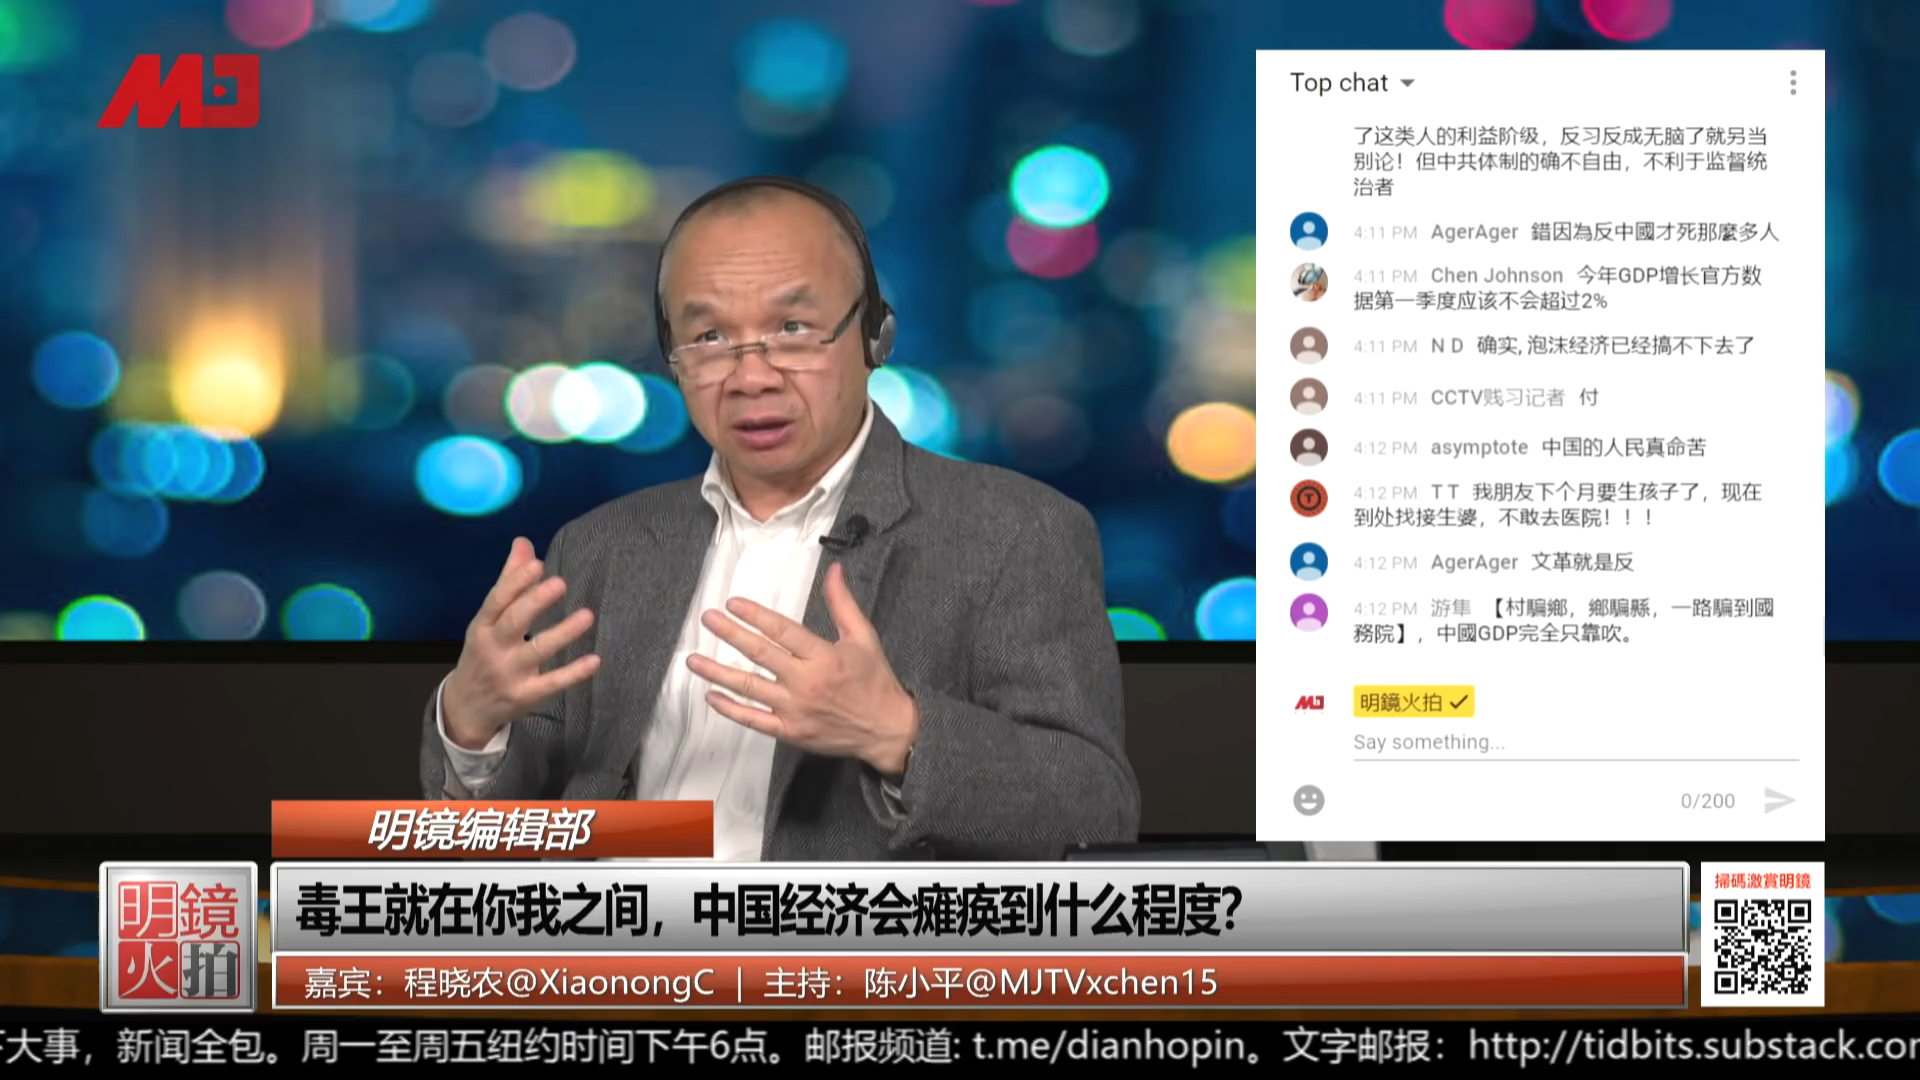 MJ
Top chat
了这类人的利益阶级，反习反成无脑了就另当
别论！但中共体制的确不自由，不利于监督统
治者
4:11 PM AgerAger 錯因為反中國才死那麼多人
4:11 PM Chen Johnson 今年GDP增长官方数
据第一季度应该不会超过2%
4:11 PM N D 确实, 泡沫经济已经搞不下去了
4:11 PM CCTV贱习记者 付
4:12 PM asymptote 中国的人民真命苦
4:12 PM T T 我朋友下个月要生孩子了，现在
到处找接生婆，不敢去医院！！！
4:12 PM AgerAger 文革就是反
4:12 PM 游隼 【村騙鄉，鄉騙縣，一路騙到國
務院】，中國GDP完全只靠吹。
MJ 明鏡火拍
Say something...
0/200
明镜编辑部
明鏡
火拍
毒王就在你我之间，中国经济会瘫痪到什么程度？
嘉宾：程晓农@XiaonongC | 主持：陈小平@MJTVxchen15
掃碼激賞明鏡
大事，新闻全包。周一至周五纽约时间下午6点。邮报频道: t.me/dianhopin。文字邮报：http://tidbits.substack.com